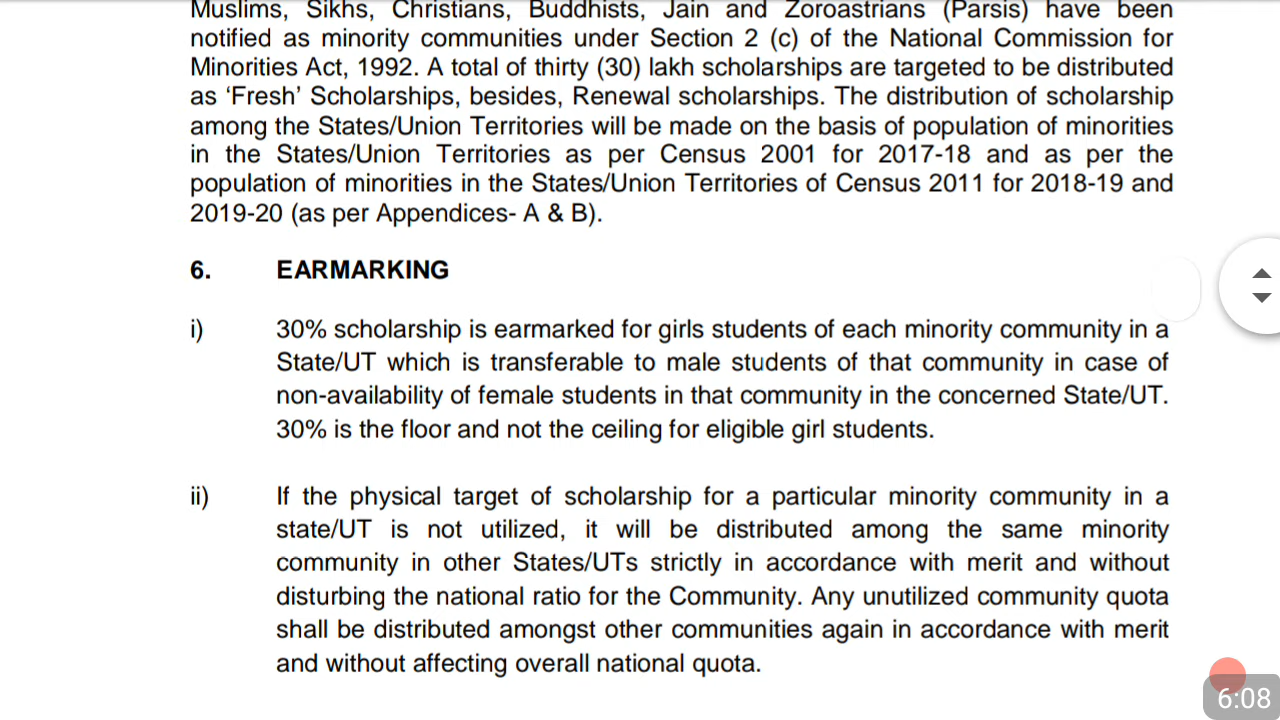 Muslims, Sikhs, Christians, Buddhists, Jain and Zoroastrians (Parsis) have been
notified as minority communities under Section 2 (c) of the National Commission for
Minorities Act, 1992. A total of thirty (30) lakh scholarships are targeted to be distributed
as ‘Fresh’ Scholarships, besides, Renewal scholarships. The distribution of scholarship
among the States/Union Territories will be made on the basis of population of minorities
in the States/Union Territories as per Census 2001 for 2017-18 and as per the
population of minorities in the States/Union Territories of Census 2011 for 2018-19 and
2019-20 (as per Appendices- A & B).
6. EARMARKING
i) 30% scholarship is earmarked for girls students of each minority community in a
State/UT which is transferable to male students of that community in case of
non-availability of female students in that community in the concerned State/UT.
30% is the floor and not the ceiling for eligible girl students.
ii) If the physical target of scholarship for a particular minority community in a
state/UT is not utilized, it will be distributed among the same minority
community in other States/UTs strictly in accordance with merit and without
disturbing the national ratio for the Community. Any unutilized community quota
shall be distributed amongst other communities again in accordance with merit
and without affecting overall national quota.
6:08